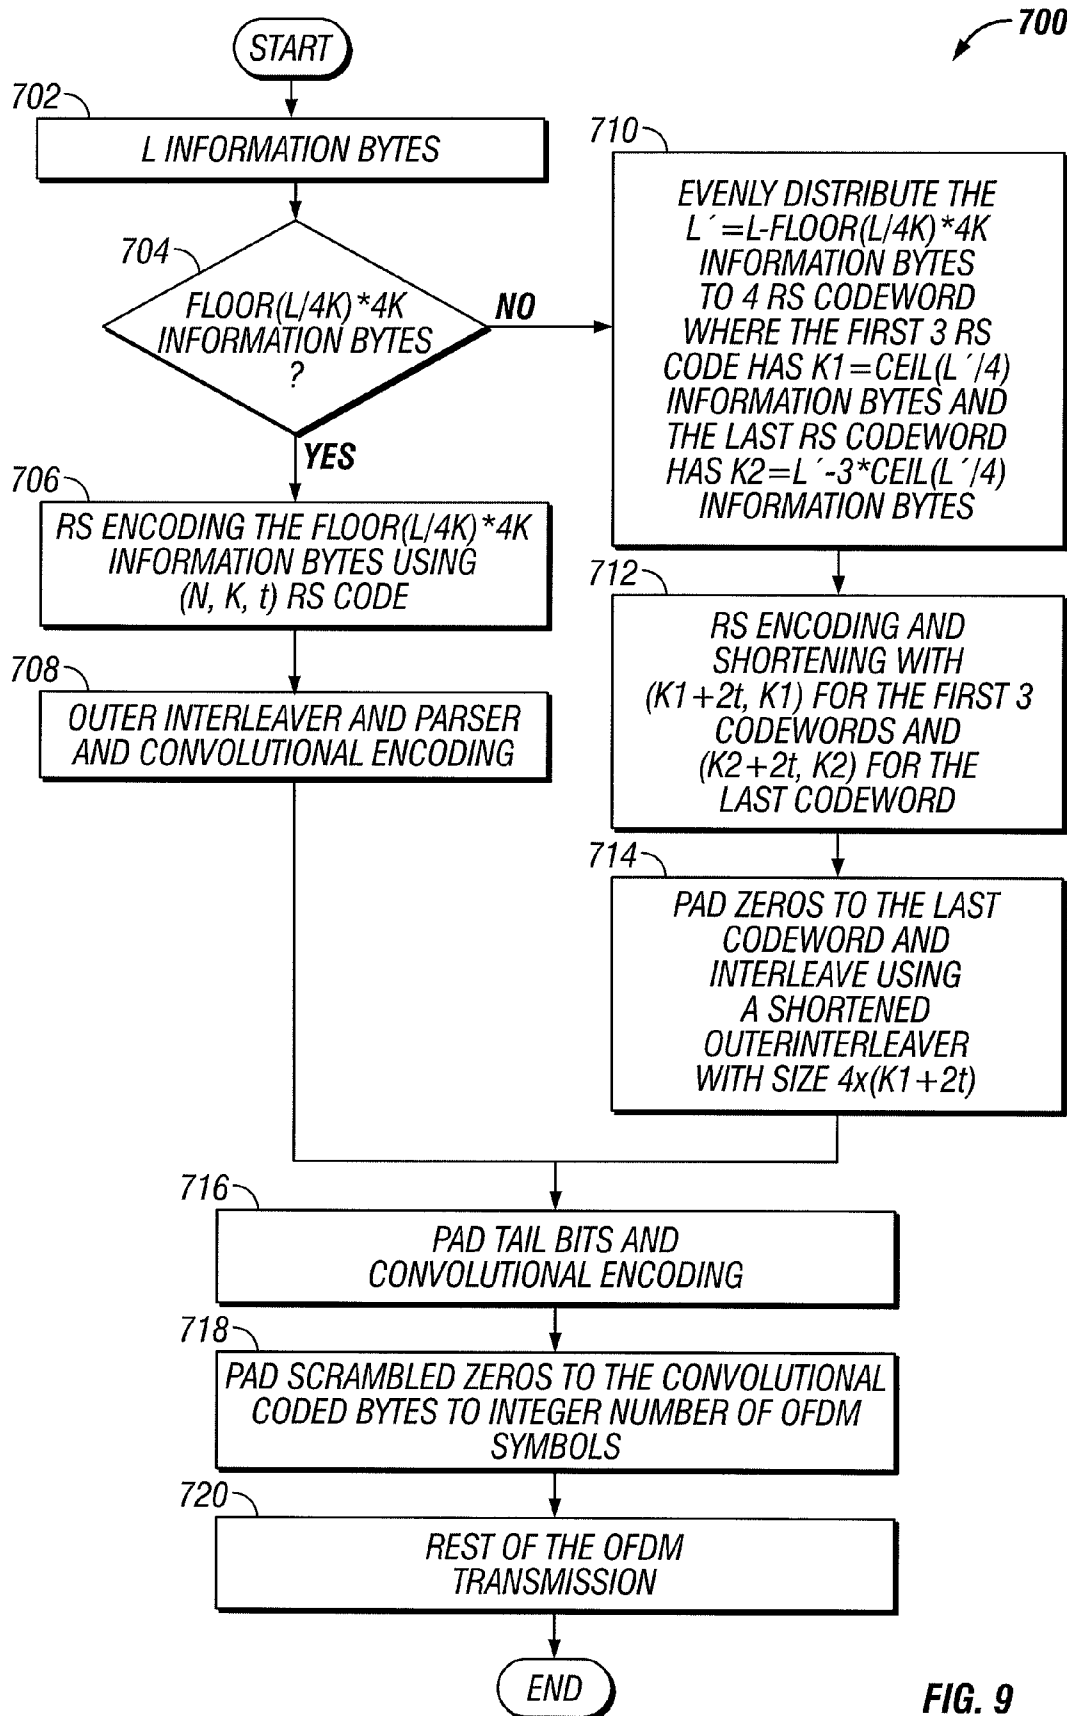 700
START
702
L INFORMATION BYTES
704
FLOOR(L/4K)*4K
INFORMATION BYTES
?
NO
YES
706
RS ENCODING THE FLOOR(L/4K)*4K
INFORMATION BYTES USING
(N, K, t) RS CODE
708
OUTER INTERLEAVER AND PARSER
AND CONVOLUTIONAL ENCODING
710
EVENLY DISTRIBUTE THE
L´=L-FLOOR(L/4K)*4K
INFORMATION BYTES
TO 4 RS CODEWORD
WHERE THE FIRST 3 RS
CODE HAS K1=CEIL(L´/4)
INFORMATION BYTES AND
THE LAST RS CODEWORD
HAS K2=L´-3*CEIL(L´/4)
INFORMATION BYTES
712
RS ENCODING AND
SHORTENING WITH
(K1+2t, K1) FOR THE FIRST 3
CODEWORDS AND
(K2+2t, K2) FOR THE
LAST CODEWORD
714
PAD ZEROS TO THE LAST
CODEWORD AND
INTERLEAVE USING
A SHORTENED
OUTERINTERLEAVER
WITH SIZE 4x(K1+2t)
716
PAD TAIL BITS AND
CONVOLUTIONAL ENCODING
718
PAD SCRAMBLED ZEROS TO THE CONVOLUTIONAL
CODED BYTES TO INTEGER NUMBER OF OFDM
SYMBOLS
720
REST OF THE OFDM
TRANSMISSION
END
FIG. 9